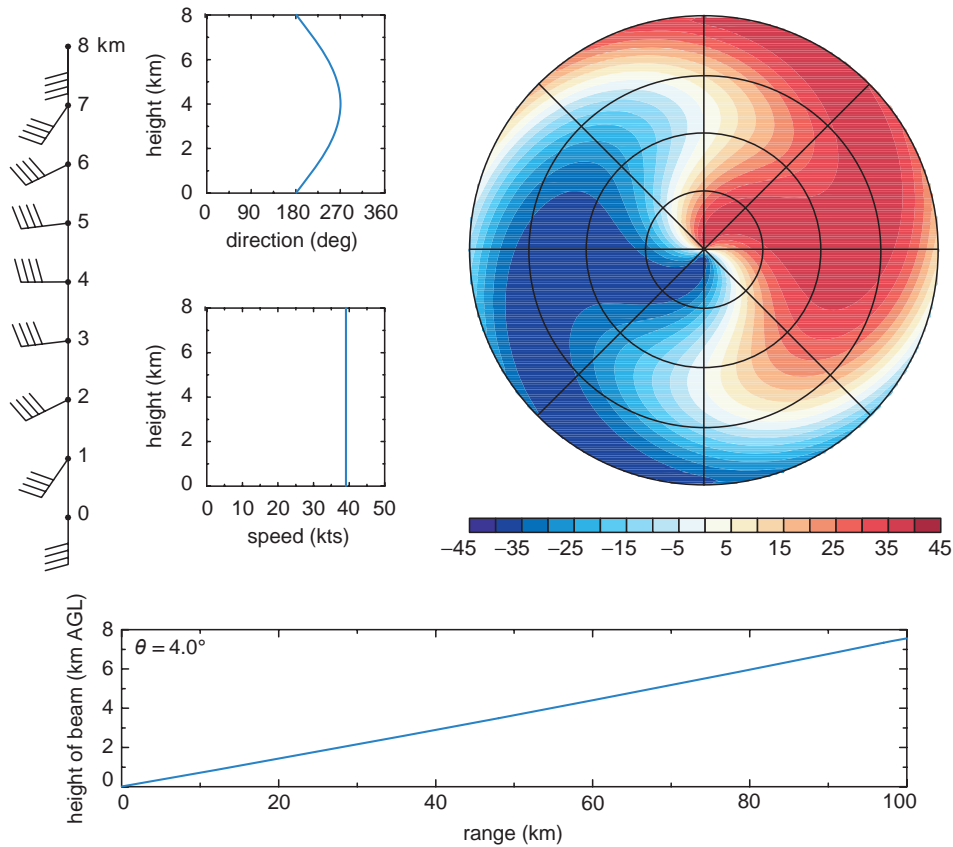 8 km
7
6
5
4
3
2
1
0
8
6
4
2
0
height (km)
0 90 180 270 360
direction (deg)
8
6
4
2
0
height (km)
0 10 20 30 40 50
speed (kts)
−45 −35 −25 −15 −5 5 15 25 35 45
8
6
4
2
0
height of beam (km AGL)
θ = 4.0°
0 20 40 60 80 100
range (km)